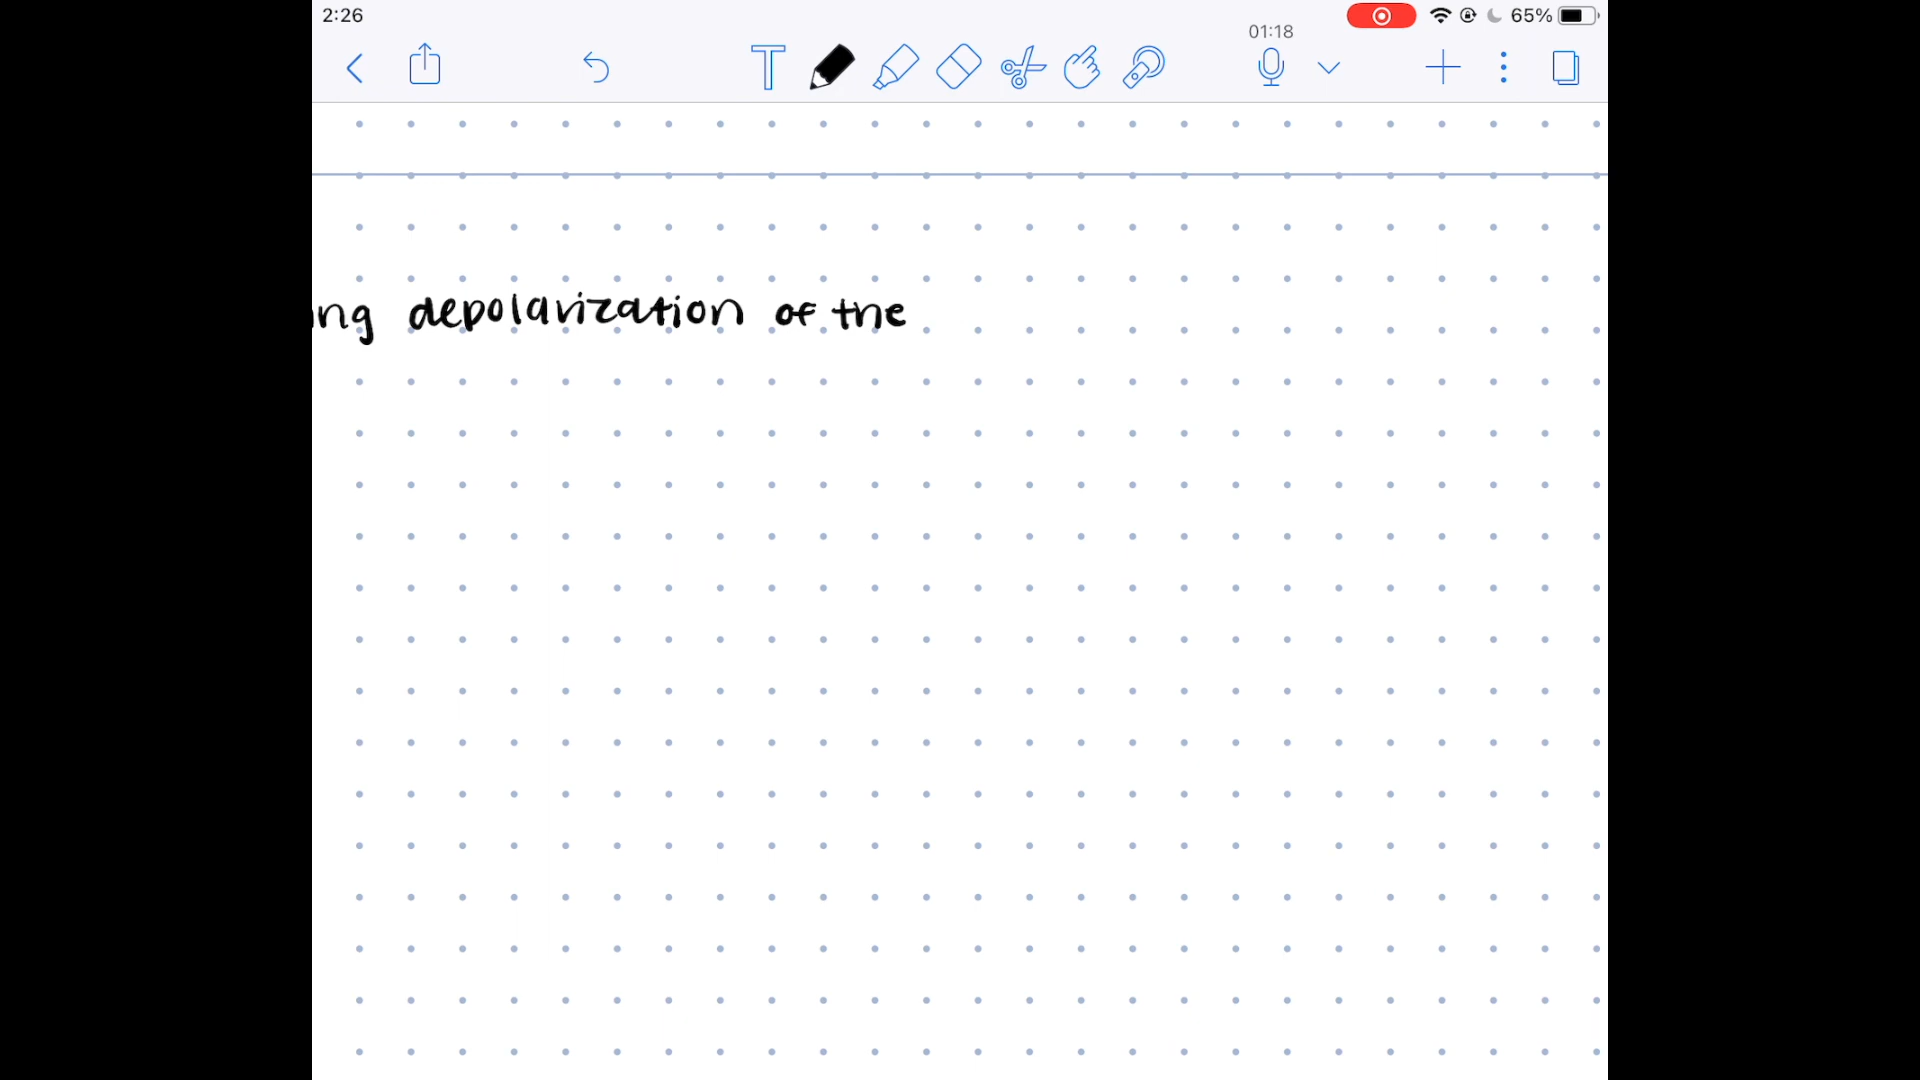 2:26
65%
01:18
ng depolarization of the